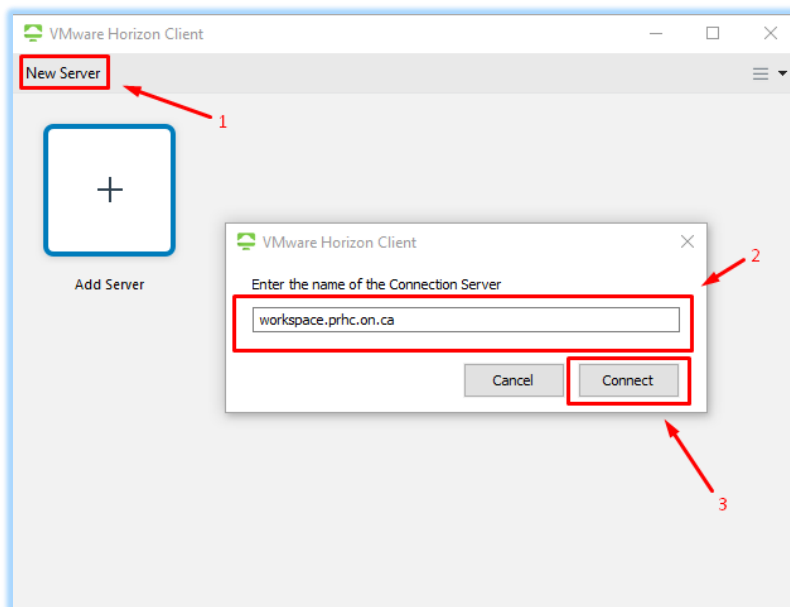 VMware Horizon Client
New Server
1
Add Server
VMware Horizon Client
2
Enter the name of the Connection Server
workspace.prhc.on.ca
Cancel
Connect
3